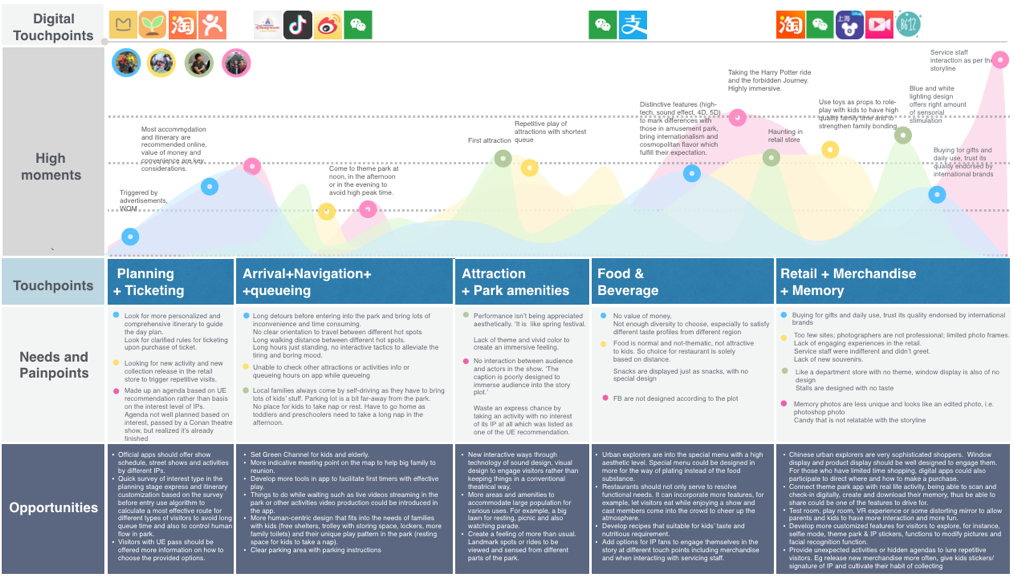 Digital
Touchpoints
淘
上海
High
moments
Most accommodation
and itinerary are
recommended online,
value of money and
convenience are key
considerations.
Triggered by
advertisements,
WOM
Come to theme park at
noon, in the afternoon
or in the evening to
avoid high peak time.
First attraction
Repetitive play of
attractions with shortest
queue
Distinctive features (high-
tech, sound effect, 4D, 5D)
to mark differences with
those in amusement park,
bring internationalism and
cosmopolitan flavor which
fulfill their expectation.
Taking the Harry Potter ride
and the forbidden Journey.
Highly immersive.
Haunting in
retail store
Use toys as props to role-
play with kids to have high
quality family time and to
strengthen family bonding
Service staff
interaction as per the
storyline
Blue and white
lighting design
offers right amount
of sensorial
stimulation
Buying for gifts and
daily use, trust its
quality endorsed by
international brands
Touchpoints
Planning
+ Ticketing
Arrival+Navigation+
+queueing
Attraction
+ Park amenities
Food &
Beverage
Retail + Merchandise
+ Memory
Needs and
Painpoints
Look for more personalized and
comprehensive itinerary to guide
the day plan.
Look for clarified rules for ticketing
upon purchase of ticket.
Looking for new activity and new
collection release in the retail
store to trigger repetitive visits.
Made up an agenda based on UE
recommendation rather than basis
on the interest level of IPs.
Agenda not well planned based on
interest, passed by a Conan theatre
show, but realized it's already
finished
Long detours before entering into the park and bring lots of
inconvenience and time consuming.
No clear orientation to travel between different hot spots
Long walking distance between different hot spots.
Long hours just standing, no interactive tactics to alleviate the
tiring and boring mood.
Unable to check other attractions or activities info or
queueing hours on app while queueing
Local families always come by self-driving as they have to bring
lots of kids' stuff. Parking lot is a bit far-away from the park.
No place for kids to take nap or rest. Have to go home as
toddlers and preschoolers need to take a long nap in the
afternoon.
Performance isn't being appreciated
aesthetically. 'It is like spring festival.
Lack of theme and vivid color to
create an immersive feeling.
No interaction between audience
and actors in the show. 'The
caption is poorly designed to
immerse audience into the story
plot.'
Waste an express chance by
taking an activity with no interest
of its IP at all which was listed as
one of the UE recommendation.
No value of money,
Not enough diversity to choose, especially to satisfy
different taste profiles from different region
Food is normal and not-thematic, not attractive
to kids. So choice for restaurant is solely
based on distance.
Snacks are displayed just as snacks, with no
special design
FB are not designed according to the plot
Buying for gifts and daily use, trust its quality endorsed by international
brands
Too few sites; photographers are not professional; limited photo frames.
Lack of engaging experiences in the retail.
Service staff were indifferent and didn't greet.
Lack of new souvenirs.
Like a department store with no theme, window display is also of no
design
Stalls are designed with no taste
Memory photos are less unique and looks like an edited photo, i.e.
photoshop photo
Candy that is not relatable with the storyline
Opportunities
• Official apps should offer show
schedule, street shows and activities
by different IPs.
• Quick survey of interest type in the
planning stage express and itinerary
customization based on the survey
before entry use algorithm to
calculate a most effective route for
different types of visitors to avoid long
queue time and also to control human
flow in park.
• Visitors with UE pass should be
offered more information on how to
choose the provided options.
• Set Green Channel for kids and elderly.
• More indicative meeting point on the map to help big family to
reunion.
• Develop more tools in app to facilitate first timers with effective
play.
• Things to do while waiting such as live videos streaming in the
park or other activities video production could be introduced in
the app.
• More human-centric design that fits into the needs of families
with kids (free shelters, trolley with storing space, lockers, more
family toilets) and their unique play pattern in the park (resting
space for kids to take a nap).
• Clear parking area with parking instructions
• New interactive ways through
technology of sound design, visual
design to engage visitors rather than
keeping things in a conventional
theatrical way.
• More areas and amenities to
accommodate large population for
various uses. For example, a big
lawn for resting, picnic and also
watching parade.
• Create a feeling of more than usual.
Landmark spots or rides to be
viewed and sensed from different
parts of the park.
• Urban explorers are into the special menu with a high
aesthetic level. Special menu could be designed in
more for the way of plating instead of the food
substance.
• Restaurants should not only serve to resolve
functional needs. It can incorporate more features, for
example, let visitors eat while enjoying a show and
cast members come into the crowd to cheer up the
atmosphere.
• Develop recipes that suitable for kids' taste and
nutritious requirement.
• Add options for IP fans to engage themselves in the
story at different touch points including merchandise
and when interacting with servicing staff.
• Chinese urban explorers are very sophisticated shoppers. Window
display and product display should be well designed to engage them.
For those who have limited time shopping, digital apps could also
participate to direct where and how to make a purchase.
• Connect theme park app with real life activity, being able to scan and
check-in digitally, create and download their memory, thus be able to
share could be one of the features to drive for.
• Test room, play room, VR experience or some distorting mirror to allow
parents and kids to have more interaction and more fun.
• Develop more customized features for visitors to explore, for instance,
selfie mode, theme park & IP stickers, functions to modify pictures and
facial recognition function.
• Provide unexpected activities or hidden agendas to lure repetitive
visitors. Eg release new merchandise more often, give kids stickers/
signature of IP and cultivate their habit of collecting